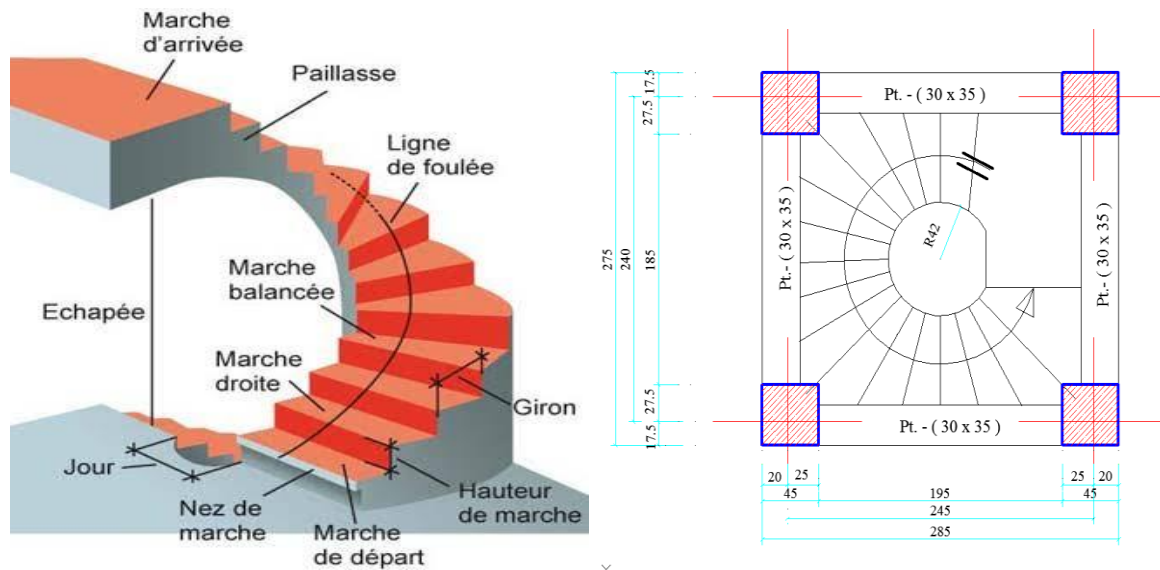 Marche
d'arrivée
Paillasse
Ligne
de foulée
Marche
balancée
Echapée
Marche
droite
Giron
Jour
Nez de
marche
Hauteur
de marche
Marche
de départ
Pt. - ( 30 x 35 )
Pt.- ( 30 x 35 )
Pt.- ( 30 x 35 )
Pt. - ( 30 x 35 )
R42
17.5
27.5
275
240
185
27.5
17.5
20
25
25
20
45
195
45
245
285